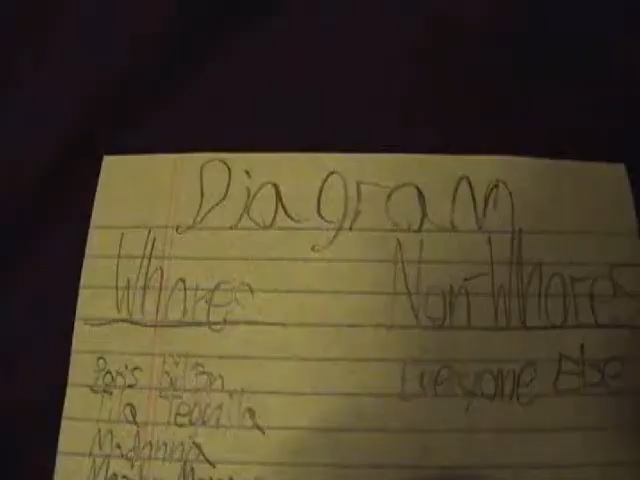 Diagram
Whores Non-Whores
Paris Hilton Everyone Else
Tila Tequila
Madonna